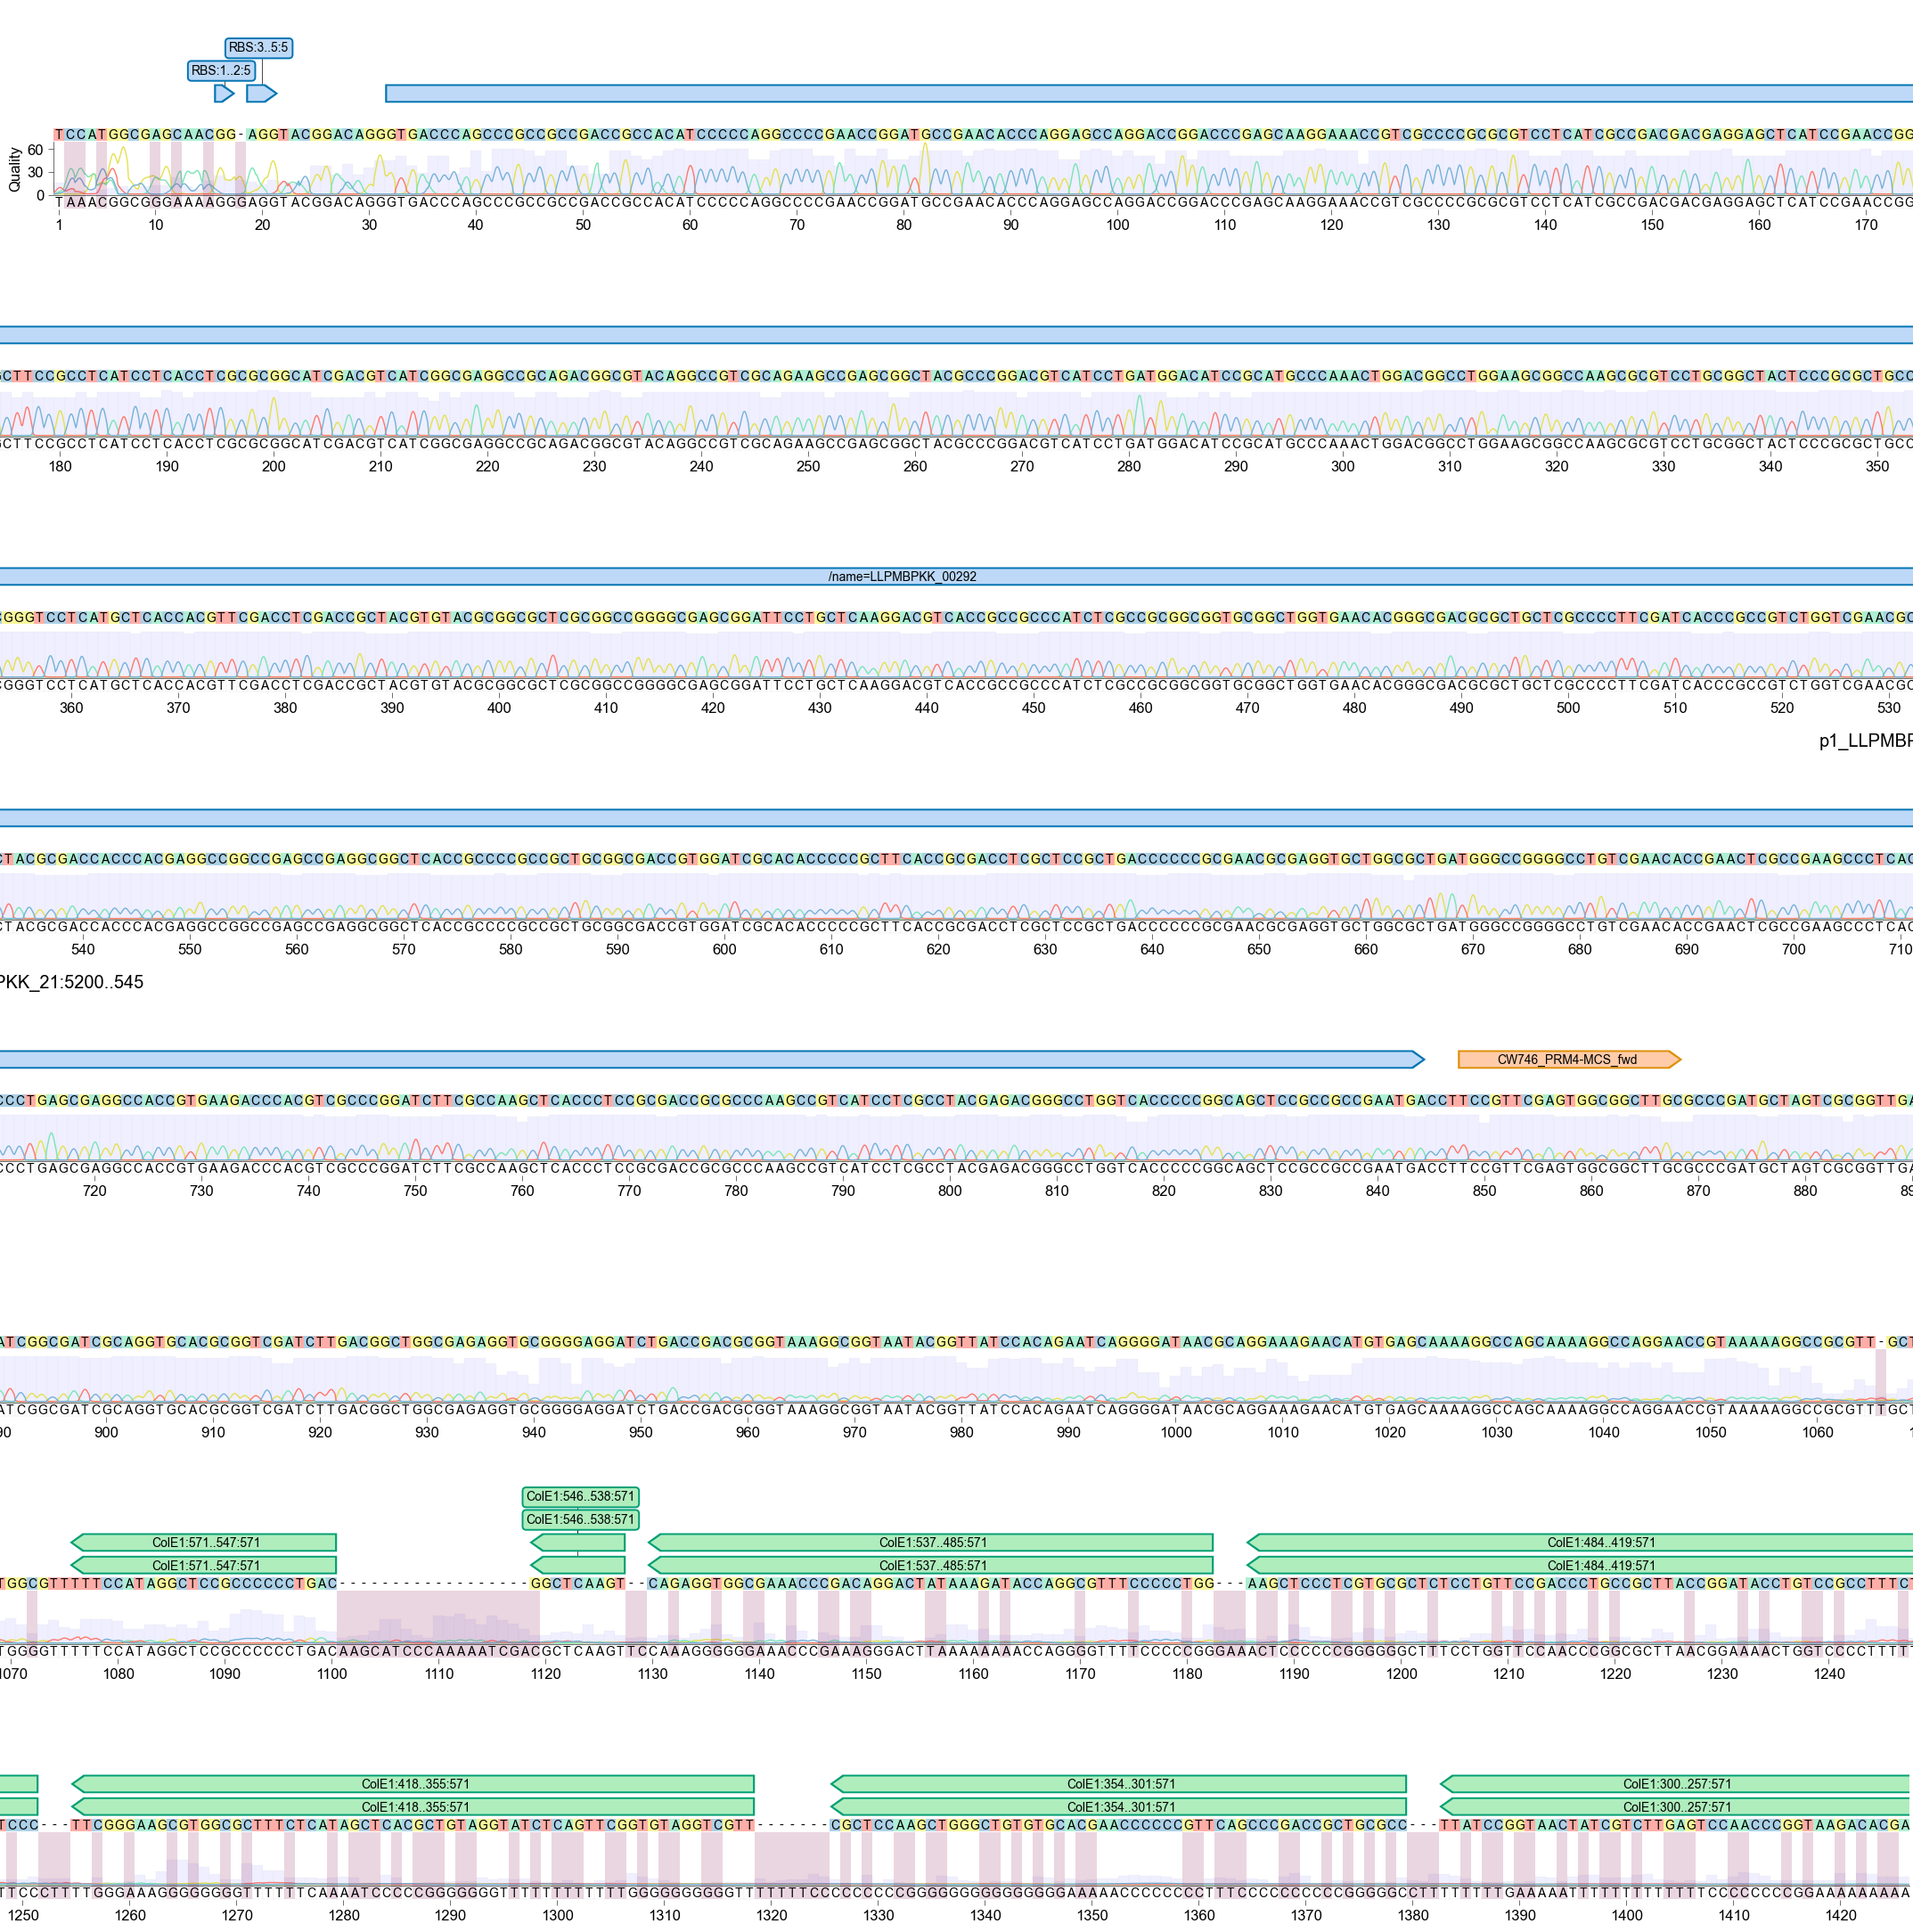 RBS:3..5:5
RBS:1..2:5
TCCATGGCGAGCAACGG-AGGTACGGACAGGGTGACCCAGCCCGCCGCCGACCGCCACATCCCCCAGGCCCCGAACCGGATGCCGAACACCCAGGAGCCAGGACCGGACCCGAGCAAGGAAACCGTCGCCCCGCGCGTCCTCATCGCCGACGACGAGGAGCTCATCCGAACCGG
Quality
60
30
0
TAAACGGCGGGAAAAGGGAGGTACGGACAGGGTGACCCAGCCCGCCGCCGACCGCCACATCCCCCAGGCCCCGAACCGGATGCCGAACACCCAGGAGCCAGGACCGGACCCGAGCAAGGAAACCGTCGCCCCGCGCGTCCTCATCGCCGACGACGAGGAGCTCATCCGAACCGG
1 10 20 30 40 50 60 70 80 90 100 110 120 130 140 150 160 170
GCTTCCGCCTCATCCTCACCTCGCGCGGCATCGACGTCATCGGCGAGGCCGCAGACGGCGTACAGGCCGTCGCAGAAGCCGAGCGGCTACGCCCGGACGTCATCCTGATGGACATCCGCATGCCCAAACTGGACGGCCTGGAAGCGGCCAAGCGCGTCCTGCGGCTACTCCCGCGCTGCC
GCTTCCGCCTCATCCTCACCTCGCGCGGCATCGACGTCATCGGCGAGGCCGCAGACGGCGTACAGGCCGTCGCAGAAGCCGAGCGGCTACGCCCGGACGTCATCCTGATGGACATCCGCATGCCCAAACTGGACGGCCTGGAAGCGGCCAAGCGCGTCCTGCGGCTACTCCCGCGCTGCC
180 190 200 210 220 230 240 250 260 270 280 290 300 310 320 330 340 350
/name=LLPMBPKK_00292
CGGGTCCTCATGCTCACCACGTTCGACCTCGACCGCTACGTGTACGCGGCGCTCGCGGCCGGGGCGAGCGGATTCCTGCTCAAGGACGTCACCGCCGCCCATCTCGCCGCGGCGGTGCGGCTGGTGAACACGGGCGACGCGCTGCTCGCCCCTTCGATCACCCGCCGTCTGGTCGAACGC
CGGGTCCTCATGCTCACCACGTTCGACCTCGACCGCTACGTGTACGCGGCGCTCGCGGCCGGGGCGAGCGGATTCCTGCTCAAGGACGTCACCGCCGCCCATCTCGCCGCGGCGGTGCGGCTGGTGAACACGGGCGACGCGCTGCTCGCCCCTTCGATCACCCGCCGTCTGGTCGAACGC
360 370 380 390 400 410 420 430 440 450 460 470 480 490 500 510 520 530
p1_LLPMBP
CTACGCGACCACCCACGAGGCCGGCCGAGCCGAGGCGGCTCACCGCCCCGCCGCTGCGGCGACCGTGGATCGCACACCCCCGCTTCACCGCGACCTCGCTCCGCTGACCCCCCGCGAACGCGAGGTGCTGGCGCTGATGGGCCGGGGCCTGTCGAACACCGAACTCGCCGAAGCCCTCAC
CTACGCGACCACCCACGAGGCCGGCCGAGCCGAGGCGGCTCACCGCCCCGCCGCTGCGGCGACCGTGGATCGCACACCCCCGCTTCACCGCGACCTCGCTCCGCTGACCCCCCGCGAACGCGAGGTGCTGGCGCTGATGGGCCGGGGCCTGTCGAACACCGAACTCGCCGAAGCCCTCAC
540 550 560 570 580 590 600 610 620 630 640 650 660 670 680 690 700 710
PKK_21:5200..545
CW746_PRM4-MCS_fwd
CCCTGAGCGAGGCCACCGTGAAGACCCACGTCGCCCGGATCTTCGCCAAGCTCACCCTCCGCGACCGCGCCCAAGCCGTCATCCTCGCCTACGAGACGGGCCTGGTCACCCCCGGCAGCTCCGCCGCCGAATGACCTTCCGTTCGAGTGGCGGCTTGCGCCCGATGCTAGTCGCGGTTGA
CCCTGAGCGAGGCCACCGTGAAGACCCACGTCGCCCGGATCTTCGCCAAGCTCACCCTCCGCGACCGCGCCCAAGCCGTCATCCTCGCCTACGAGACGGGCCTGGTCACCCCCGGCAGCTCCGCCGCCGAATGACCTTCCGTTCGAGTGGCGGCTTGCGCCCGATGCTAGTCGCGGTTGA
720 730 740 750 760 770 780 790 800 810 820 830 840 850 860 870 880 89
ATCGGCGATCGCAGGTGCACGCGGTCGATCTTGACGGCTGGCGAGAGGTGCGGGGAGGATCTGACCGACGCGGTAAAGGCGGTAATACGGTTATCCACAGAATCAGGGGATAACGCAGGAAAGAACATGTGAGCAAAAGGCCAGCAAAAGGCCAGGAACCGTAAAAAGGCCGCGTT-GCT
ATCGGCGATCGCAGGTGCACGCGGTCGATCTTGACGGCTGGCGAGAGGTGCGGGGAGGATCTGACCGACGCGGTAAAGGCGGTAATACGGTTATCCACAGAATCAGGGGATAACGCAGGAAAGAACATGTGAGCAAAAGGCCAGCAAAAGGCCAGGAACCGTAAAAAGGCCGCGTTTGCT
90 900 910 920 930 940 950 960 970 980 990 1000 1010 1020 1030 1040 1050 1060
ColE1:546..538:571
ColE1:546..538:571
ColE1:571..547:571 ColE1:537..485:571 ColE1:484..419:571
ColE1:571..547:571 ColE1:537..485:571 ColE1:484..419:571
TGGCGTTTTTCCATAGGCTCCGCCCCCCTGAC------------------GGCTCAAGT--CAGAGGTGGCGAAACCCGACAGGACTATAAAGATACCAGGCGTTTCCCCCTGG---AAGCTCCCTCGTGCGCTCTCCTGTTCCGACCCTGCCGCTTACCGGATACCTGTCCGCCTTTCT
TGGGGTTTTTCCATAGGCTCCGCCCCCCTGACAAGCATCCCAAAAATCGACGCTCAAGTTCCAAAGGGGGGAAACCCGAAAGGGACTTAAAAAAAACCAGGGGTTTTCCCCCGGGAAACTCCCCCCGGGGGGCTTTCCTGGTTCCAACCCGGCGCTTAACGGAAAACTGGTCCCCTTTT
1070 1080 1090 1100 1110 1120 1130 1140 1150 1160 1170 1180 1190 1200 1210 1220 1230 1240
ColE1:418..355:571 ColE1:354..301:571 ColE1:300..257:571
ColE1:418..355:571 ColE1:354..301:571 ColE1:300..257:571
TCCC---TTCGGGAAGCGTGGCGCTTTCTCATAGCTCACGCTGTAGGTATCTCAGTTCGGTGTAGGTCGTT-------CGCTCCAAGCTGGGCTGTGTGCACGAACCCCCCGTTCAGCCCGACCGCTGCGCC---TTATCCGGTAACTATCGTCTTGAGTCCAACCCGGTAAGACACGA
1250 1260 1270 1280 1290 1300 1310 1320 1330 1340 1350 1360 1370 1380 1390 1400 1410 1420